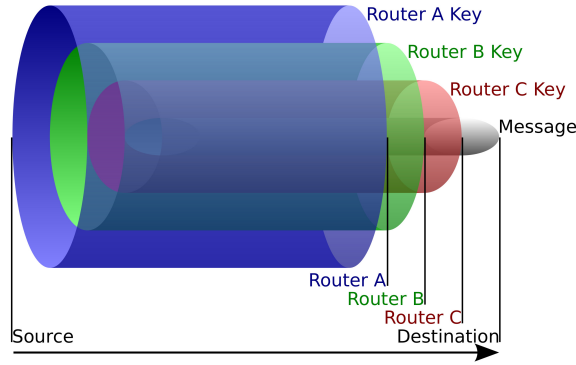 Router A Key
Router B Key
Router C Key
Message
Router A
Router B
Router C
Source
Destination